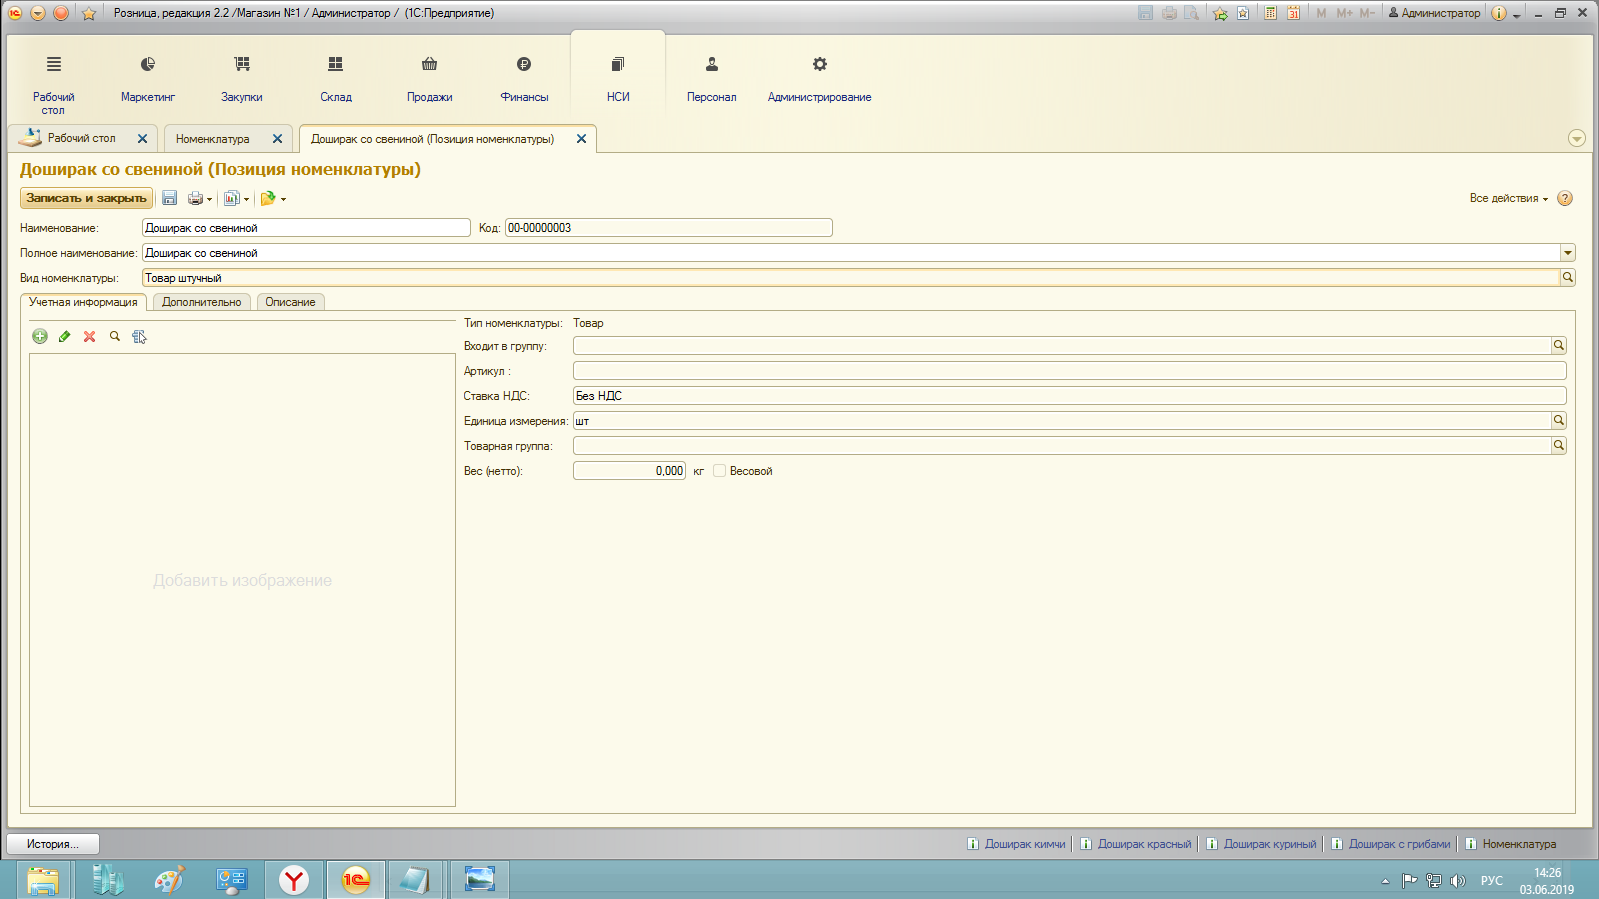 Розница, редакция 2.2 /Магазин №1 / Администратор / (1С:Предприятие)
31
M M+ M-
Администратор
Рабочий стол
Маркетинг
Закупки
Склад
Продажи
Финансы
НСИ
Персонал
Администрирование
Рабочий стол
Номенклатура
Доширак со свениной (Позиция номенклатуры)
Доширак со свениной (Позиция номенклатуры)
Записать и закрыть
Все действия
?
Наименование: Доширак со свениной Код: 00-00000003
Полное наименование: Доширак со свениной
Вид номенклатуры: Товар штучный
Учетная информация Дополнительно Описание
Тип номенклатуры: Товар
Входит в группу:
Артикул :
Ставка НДС: Без НДС
Единица измерения: шт
Товарная группа:
Вес (нетто): 0,000 кг Весовой
Добавить изображение
История...
Доширак кимчи
Доширак красный
Доширак куриный
Доширак с грибами
Номенклатура
РУС
14:26
03.06.2019